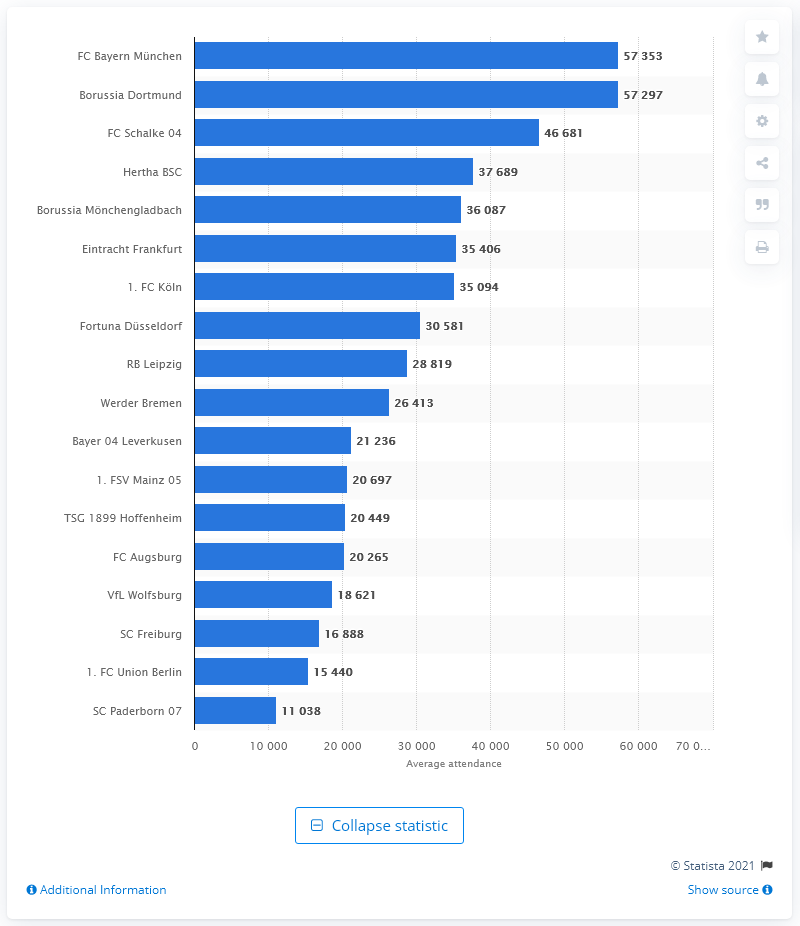 FC Bayern München 57 353
Borussia Dortmund 57 297
FC Schalke 04 46 681
Hertha BSC 37 689
Borussia Mönchengladbach 36 087
Eintracht Frankfurt 35 406
1. FC Köln 35 094
Fortuna Düsseldorf 30 581
RB Leipzig 28 819
Werder Bremen 26 413
Bayer 04 Leverkusen 21 236
1. FSV Mainz 05 20 697
TSG 1899 Hoffenheim 20 449
FC Augsburg 20 265
VfL Wolfsburg 18 621
SC Freiburg 16 888
1. FC Union Berlin 15 440
SC Paderborn 07 11 038
0 10 000 20 000 30 000 40 000 50 000 60 000 70 0...
Average attendance
Collapse statistic
© Statista 2021
Additional Information Show source